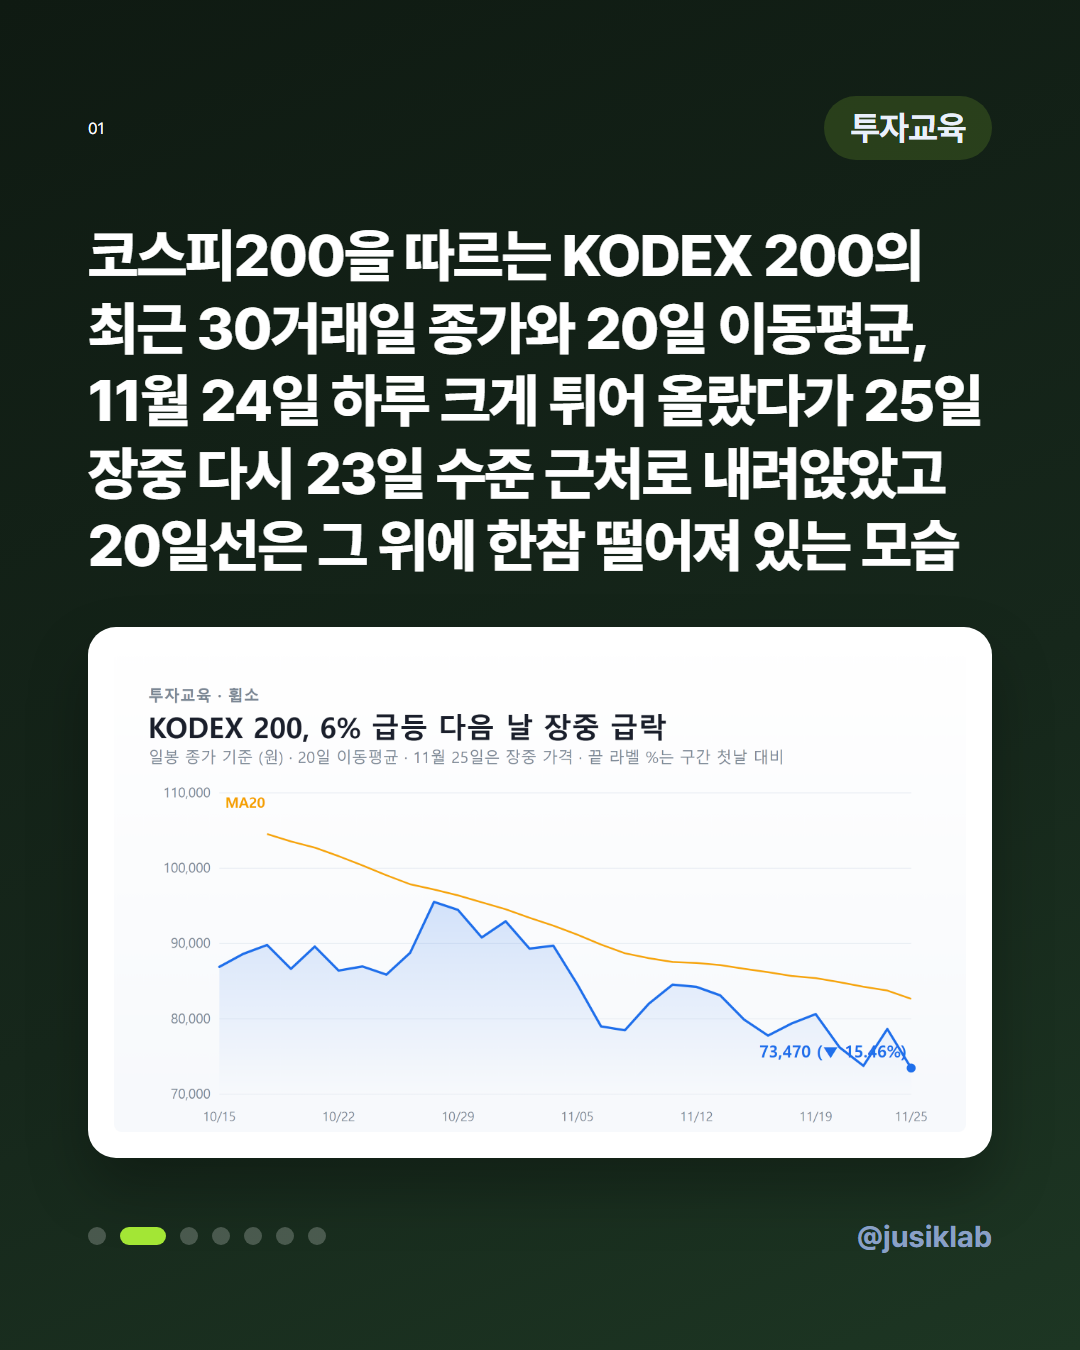 01
투자교육
코스피200을 따르는 KODEX 200의
최근 30거래일 종가와 20일 이동평균,
11월 24일 하루 크게 튀어 올랐다가 25일
장중 다시 23일 수준 근처로 내려앉았고
20일선은 그 위에 한참 떨어져 있는 모습
투자교육 · 휩소
KODEX 200, 6% 급등 다음 날 장중 급락
일봉 종가 기준 (원) · 20일 이동평균 · 11월 25일은 장중 가격 · 끝 라벨 %는 구간 첫날 대비
110,000
MA20
100,000
90,000
80,000
73,470 (▼ 15.46%)
70,000
10/15 10/22 10/29 11/05 11/12 11/19 11/25
@jusiklab